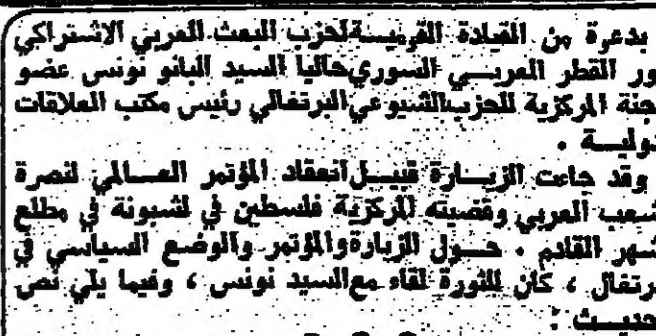 بدعوة من القيادة القومية لحزب البعث العربي الاشتراكي
ور القطر العربي السوري حاليا السيد البانو نونس عضو
جنة المركزية للحزب الشيوعي البرتغالي رئيس مكتب العلاقات
دولية .
وقد جاءت الزيارة قبيل انعقاد المؤتمر العالمي لنصرة
شعب العربي وقضيته المركزية فلسطين في لشبونة في مطلع
شهر القادم . حول الزيارة والمؤتمر والوضع السياسي في
رتغال ، كان للثورة لقاء مع السيد نونس ، وفيما يلي نص
حديث :